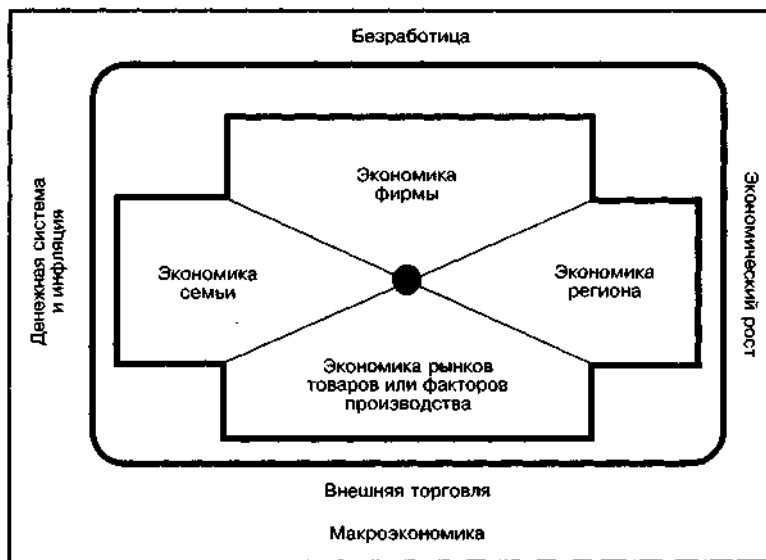 Безработица
Экономика
фирмы
Денежная система
и инфляция
Экономика
семьи
Экономика
региона
Экономический рост
Экономика рынков
товаров или факторов
производства
Внешняя торговля
Макроэкономика